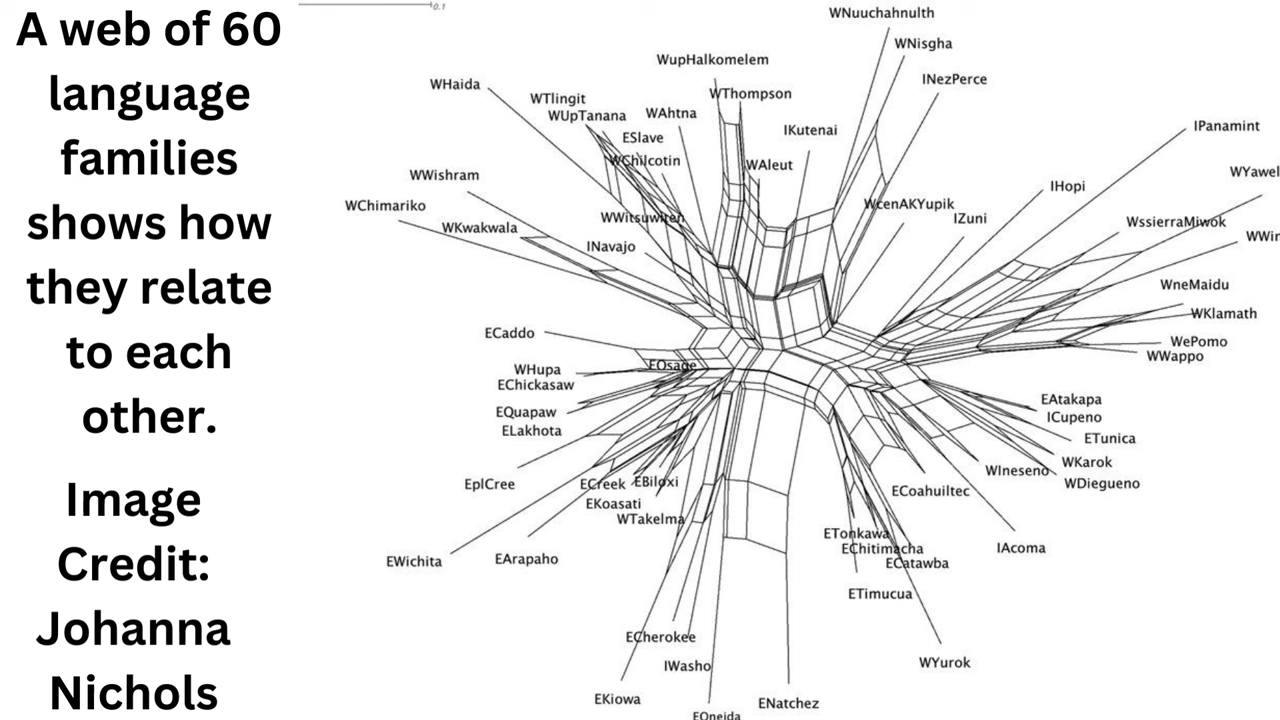 A web of 60
language
families
shows how
they relate
to each
other.
Image
Credit:
Johanna
Nichols
0.1
WNuuchahnulth
WNisgha
WupHalkomelem
INezPerce
WHaida
WThompson
WTlingit
WUpTanana
WAhtna
IKutenai
IPanamint
ESlave
WChilcotin
WAleut
WYawel
WWishram
IHopi
WChimariko
WcenAKYupik
WWitsuwiten
IZuni
WssierraMiwok
WKwakwala
WWin
INavajo
WneMaidu
WKlamath
ECaddo
WePomo
WWappo
EOsage
WHupa
EChickasaw
EAtakapa
EQuapaw
ICupeno
ELakhota
ETunica
WKarok
WIneseno
EplCree
ECreek
EBiloxi
WDiegueno
ECoahuiltec
EKoasati
WTakelma
ETonkawa
EChitimacha
IAcoma
EWichita
EArapaho
ECatawba
ETimucua
ECherokee
WYurok
IWasho
EKiowa
ENatchez
EOneida